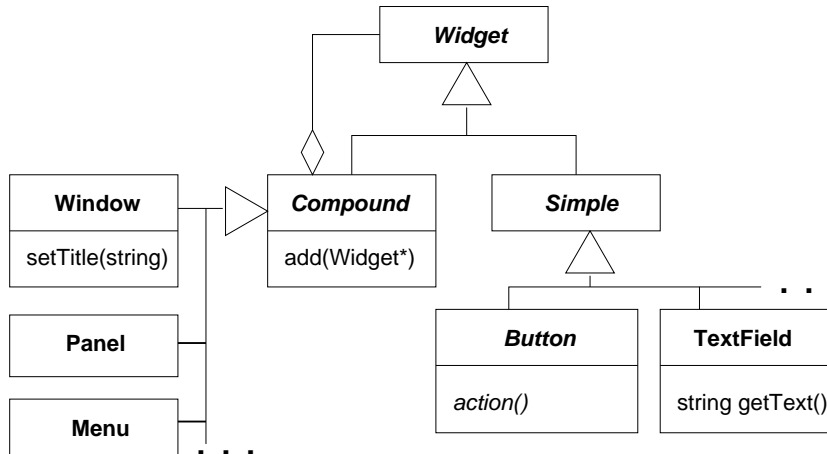 Widget
Window
setTitle(string)
Compound
add(Widget*)
Simple
. .
Panel
Button
action()
TextField
string getText()
Menu
. . .